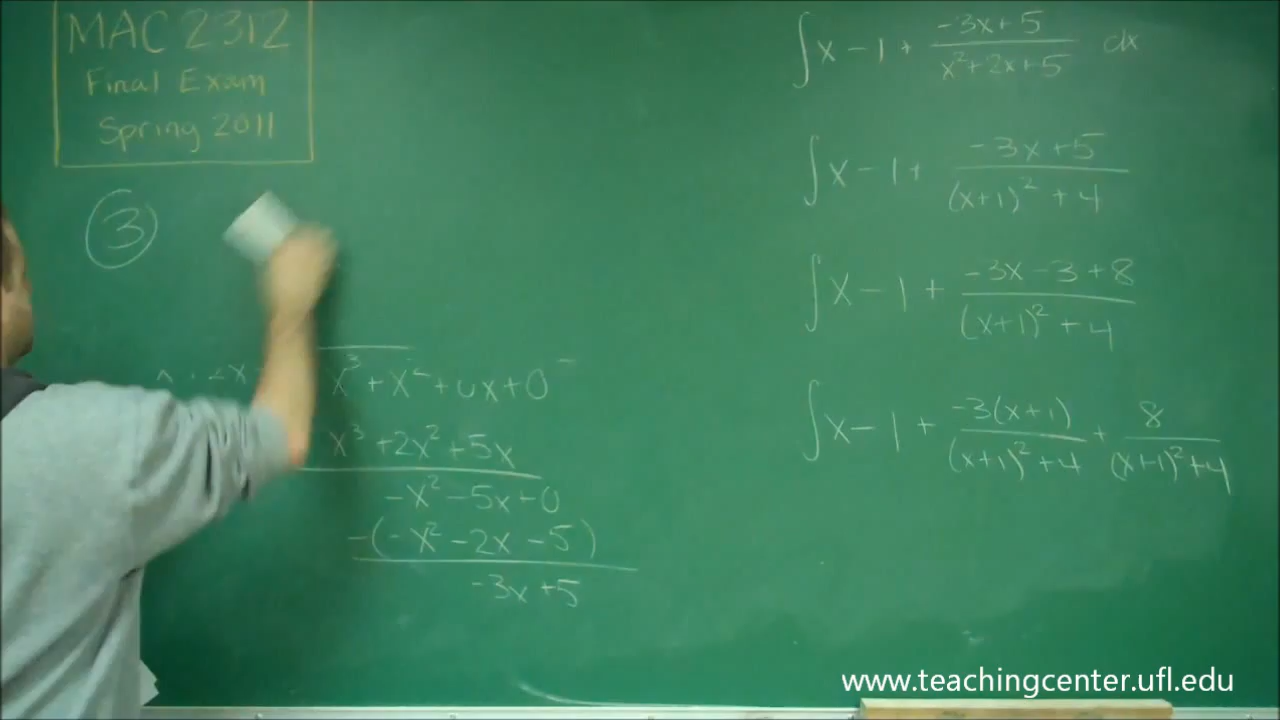 MAC 2312
Final Exam
Spring 2011
3
x³ + x² + 0x + 0
x³ + 2x² + 5x
-x² - 5x + 0
-(-x² - 2x - 5)
-3x + 5
∫ x - 1 + (-3x + 5)/(x² + 2x + 5) dx
∫ x - 1 + (-3x + 5)/((x+1)² + 4)
∫ x - 1 + (-3x - 3 + 8)/((x+1)² + 4)
∫ x - 1 + (-3(x+1))/((x+1)² + 4) + 8/((x+1)² + 4)
www.teachingcenter.ufl.edu